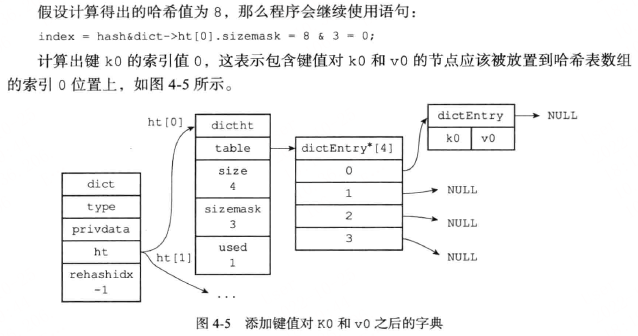 假设计算得出的哈希值为 8，那么程序会继续使用语句：
index = hash&dict->ht[0].sizemask = 8 & 3 = 0;
计算出键 k0 的索引值 0，这表示包含键值对 k0 和 v0 的节点应该被放置到哈希表数组
的索引 0 位置上，如图 4-5 所示。
dictEntry
NULL
k0 v0
ht[0]
dictht
table
dictEntry*[4]
size
4
0
1
NULL
dict
sizemask
3
2
NULL
type
privdata
used
1
3
NULL
ht
ht[1]
rehashidx
-1
...
图 4-5 添加键值对 K0 和 v0 之后的字典